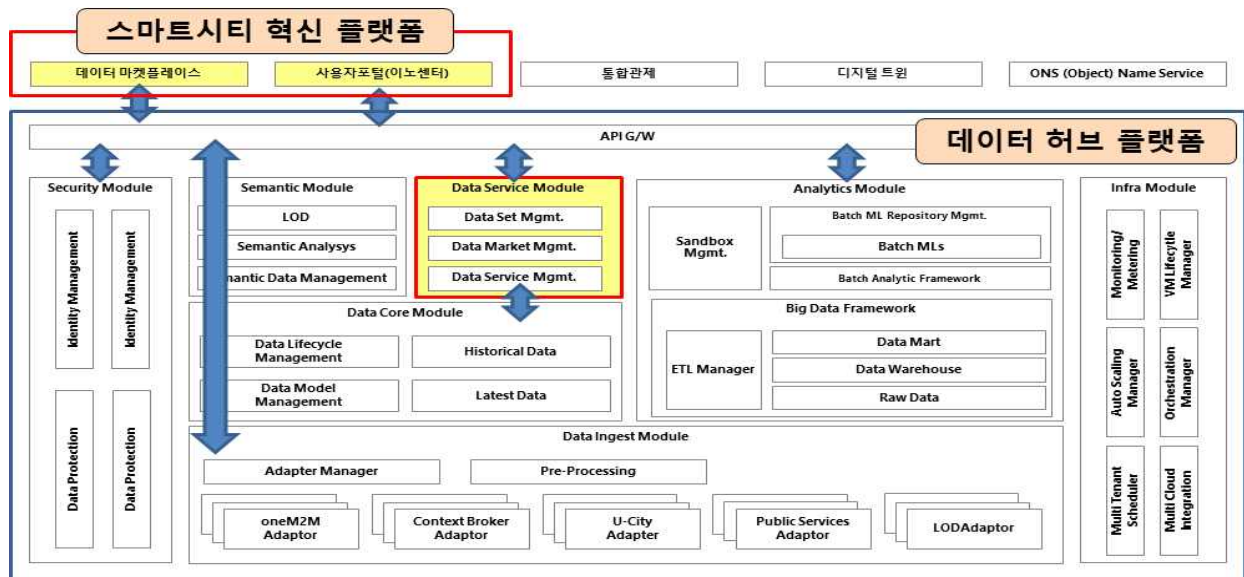 스마트시티 혁신 플랫폼
데이터 마켓플레이스
사용자포털(이노센터)
통합관제
디지털 트윈
ONS (Object) Name Service
API G/W
데이터 허브 플랫폼
Security Module
Identity Management
Identity Management
Data Protection
Data Protection
Semantic Module
LOD
Semantic Analysys
mantic Data Management
Data Service Module
Data Set Mgmt.
Data Market Mgmt.
Data Service Mgmt.
Analytics Module
Sandbox
Mgmt.
Batch ML Repository Mgmt.
Batch MLs
Batch Analytic Framework
Big Data Framework
ETL Manager
Data Mart
Data Warehouse
Raw Data
Data Core Module
Data Lifecycle
Management
Historical Data
Data Model
Management
Latest Data
Data Ingest Module
Adapter Manager
Pre-Processing
oneM2M
Adaptor
Context Broker
Adaptor
U-City
Adapter
Public Services
Adaptor
LODAdaptor
Infra Module
Monitoring/
Metering
VM Lifecytle
Manager
Auto Scaling
Manager
Orchestration
Manager
Multi Tenant
Scheduler
Multi Cloud
Integration